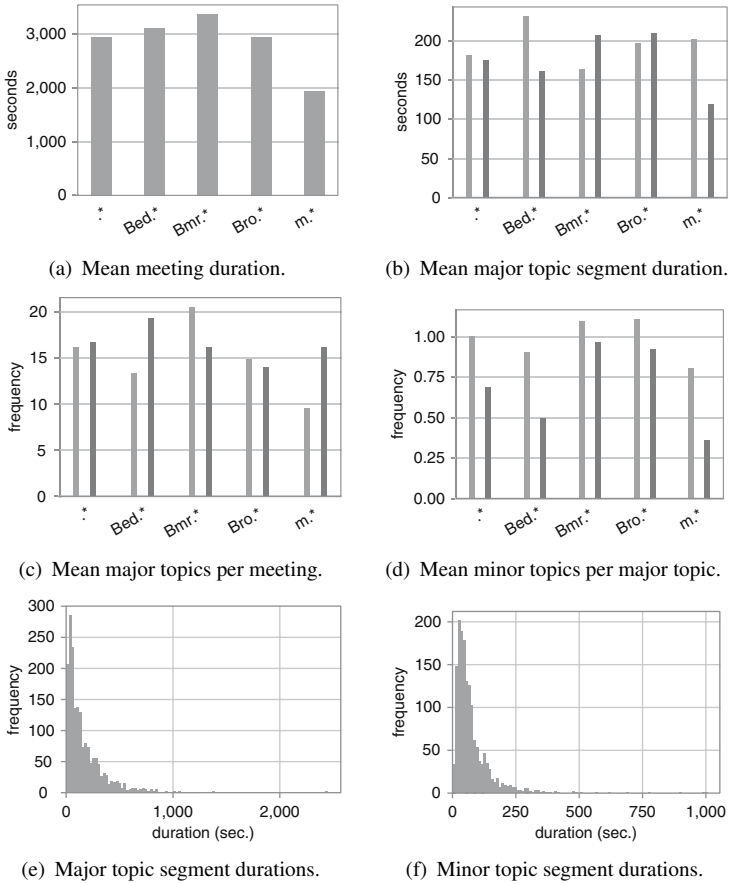 3,000
2,000
1,000
0
seconds
.* Bed.* Bmr.* Bro.* m.*
(a) Mean meeting duration.
200
150
100
50
0
seconds
.* Bed.* Bmr.* Bro.* m.*
(b) Mean major topic segment duration.
20
15
10
5
0
frequency
.* Bed.* Bmr.* Bro.* m.*
(c) Mean major topics per meeting.
1.00
0.75
0.50
0.25
0.00
frequency
.* Bed.* Bmr.* Bro.* m.*
(d) Mean minor topics per major topic.
300
250
200
150
100
50
0
frequency
0 1,000 2,000
duration (sec.)
(e) Major topic segment durations.
200
150
100
50
0
frequency
0 250 500 750 1,000
duration (sec.)
(f) Minor topic segment durations.